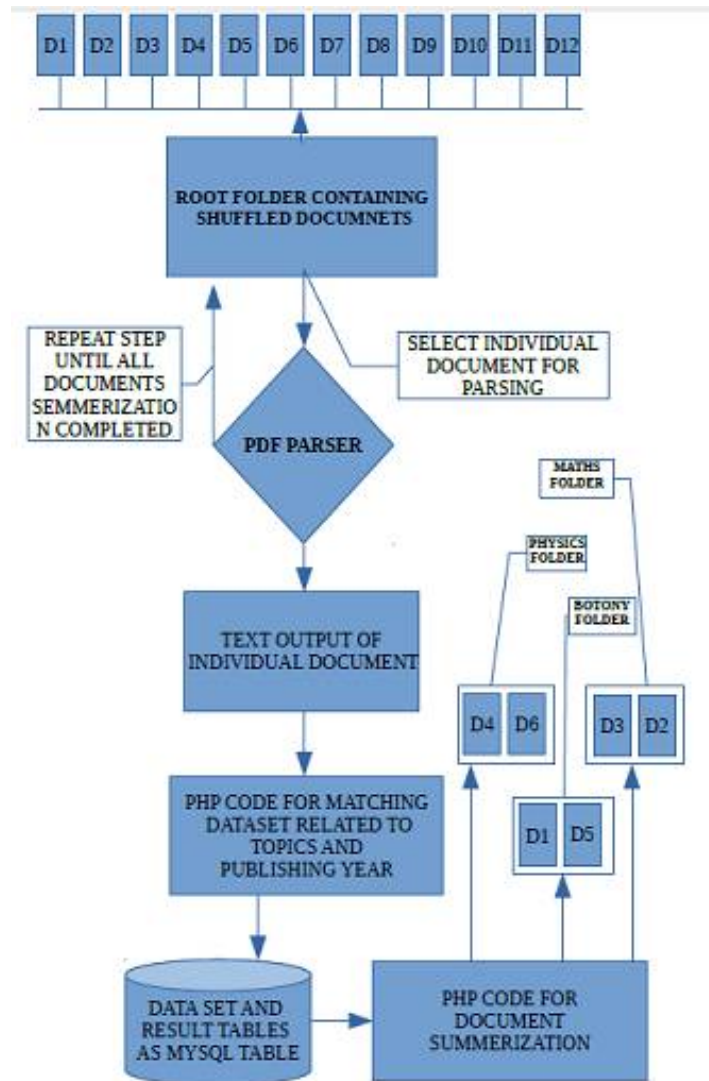 D1 D2 D3 D4 D5 D6 D7 D8 D9 D10 D11 D12
ROOT FOLDER CONTAINING
SHUFFLED DOCUMNETS
REPEAT STEP
UNTIL ALL
DOCUMENTS
SEMMERIZATIO
N COMPLETED
SELECT INDIVIDUAL
DOCUMENT FOR
PARSING
PDF PARSER
MATHS
FOLDER
PHYSICS
FOLDER
BOTONY
FOLDER
TEXT OUTPUT OF
INDIVIDUAL DOCUMENT
D4 D6
D3 D2
D1 D5
PHP CODE FOR MATCHING
DATASET RELATED TO
TOPICS AND
PUBLISHING YEAR
DATA SET AND
RESULT TABLES
AS MYSQL TABLE
PHP CODE FOR
DOCUMENT
SUMMERIZATION